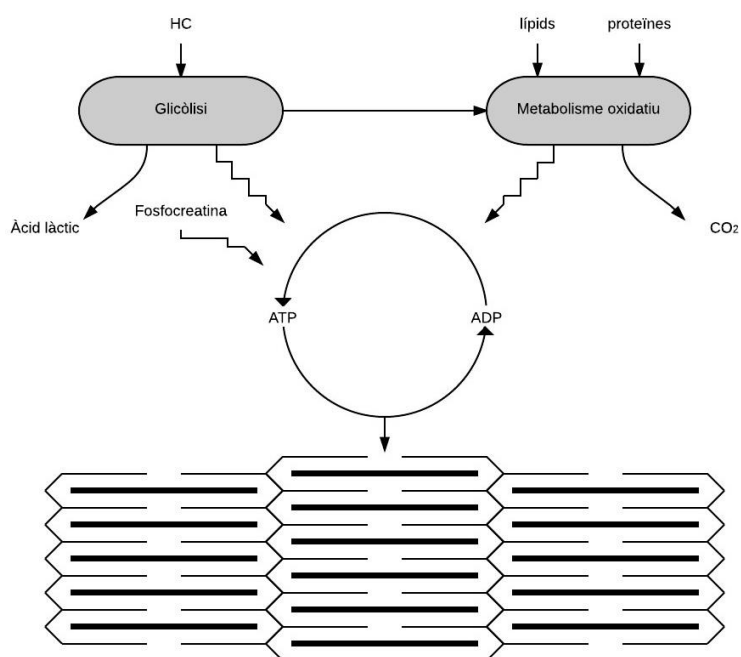 HC
lípids
proteïnes
Glicòlisi
Metabolisme oxidatiu
Àcid làctic
Fosfocreatina
CO₂
ATP
ADP